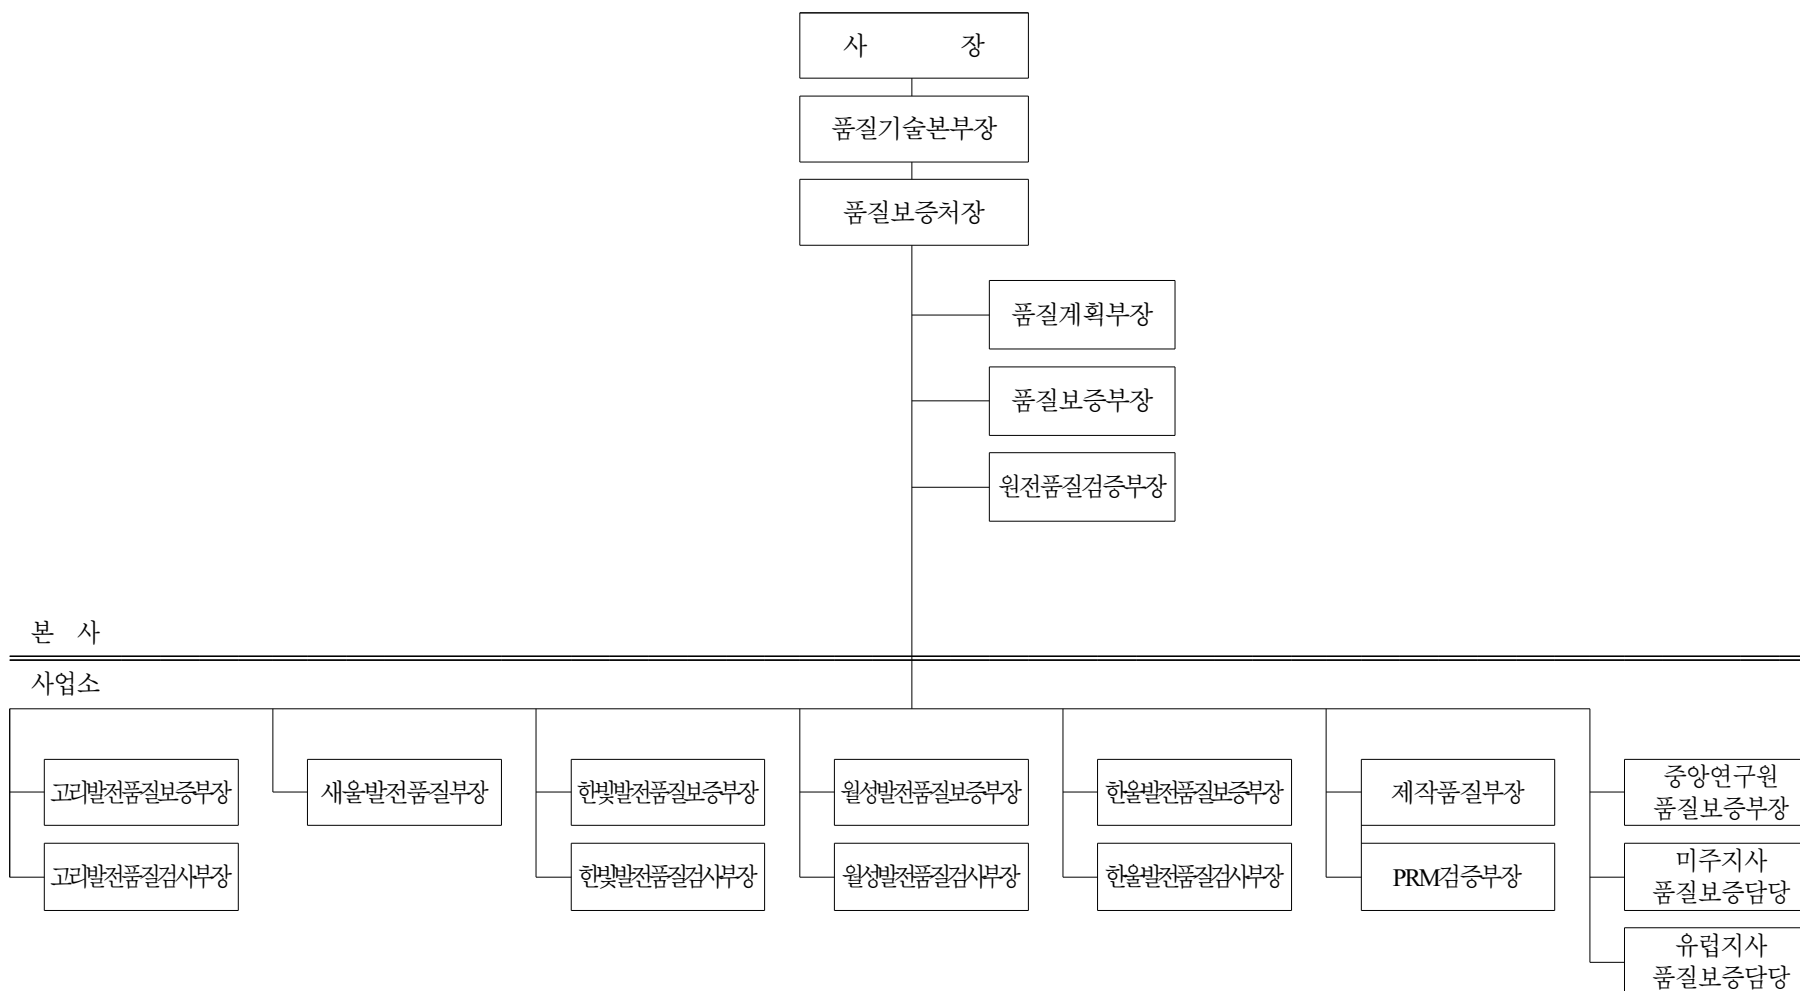 사 장
품질기술본부장
품질보증처장
품질계획부장
품질보증부장
원전품질검증부장
본 사
사업소
고리발전품질보증부장
새울발전품질부장
한빛발전품질보증부장
월성발전품질보증부장
한울발전품질보증부장
제작품질부장
중앙연구원
품질보증부장
고리발전품질검사부장
한빛발전품질검사부장
월성발전품질검사부장
한울발전품질검사부장
PRM검증부장
미주지사
품질보증담당
유럽지사
품질보증담당